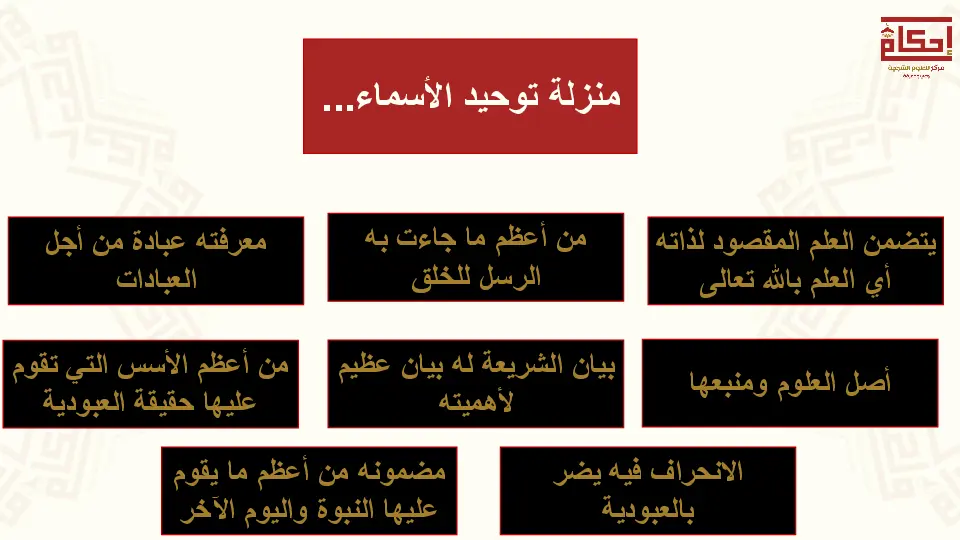 إحكام
مركز للعلوم الشرعية
منزلة توحيد الأسماء...
يتضمن العلم المقصود لذاته
أي العلم بالله تعالى
من أعظم ما جاءت به
الرسل للخلق
معرفته عبادة من أجل
العبادات
أصل العلوم ومنبعها
بيان الشريعة له بيان عظيم
لأهميته
من أعظم الأسس التي تقوم
عليها حقيقة العبودية
الانحراف فيه يضر
بالعبودية
مضمونه من أعظم ما يقوم
عليها النبوة واليوم الآخر